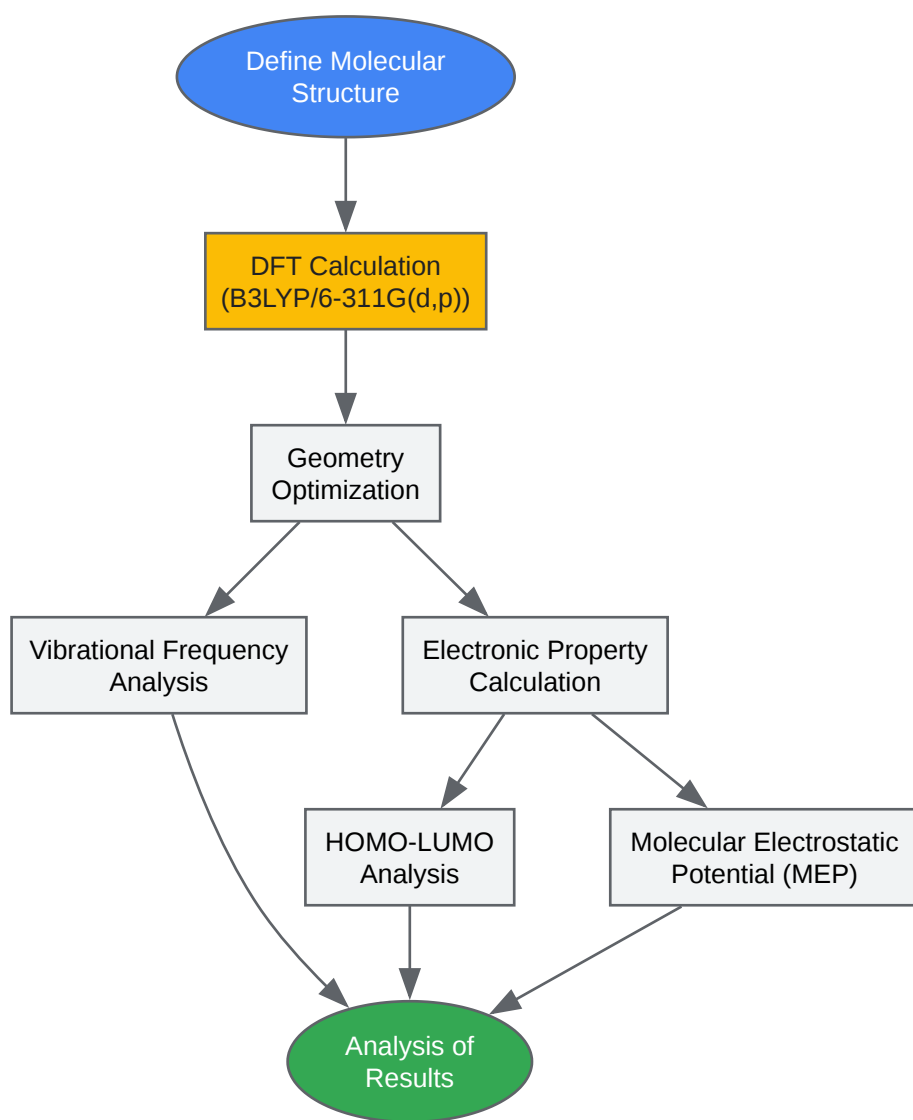 Define Molecular
Structure
DFT Calculation
(B3LYP/6-311G(d,p))
Geometry
Optimization
Vibrational Frequency
Analysis
Electronic Property
Calculation
HOMO-LUMO
Analysis
Molecular Electrostatic
Potential (MEP)
Analysis of
Results